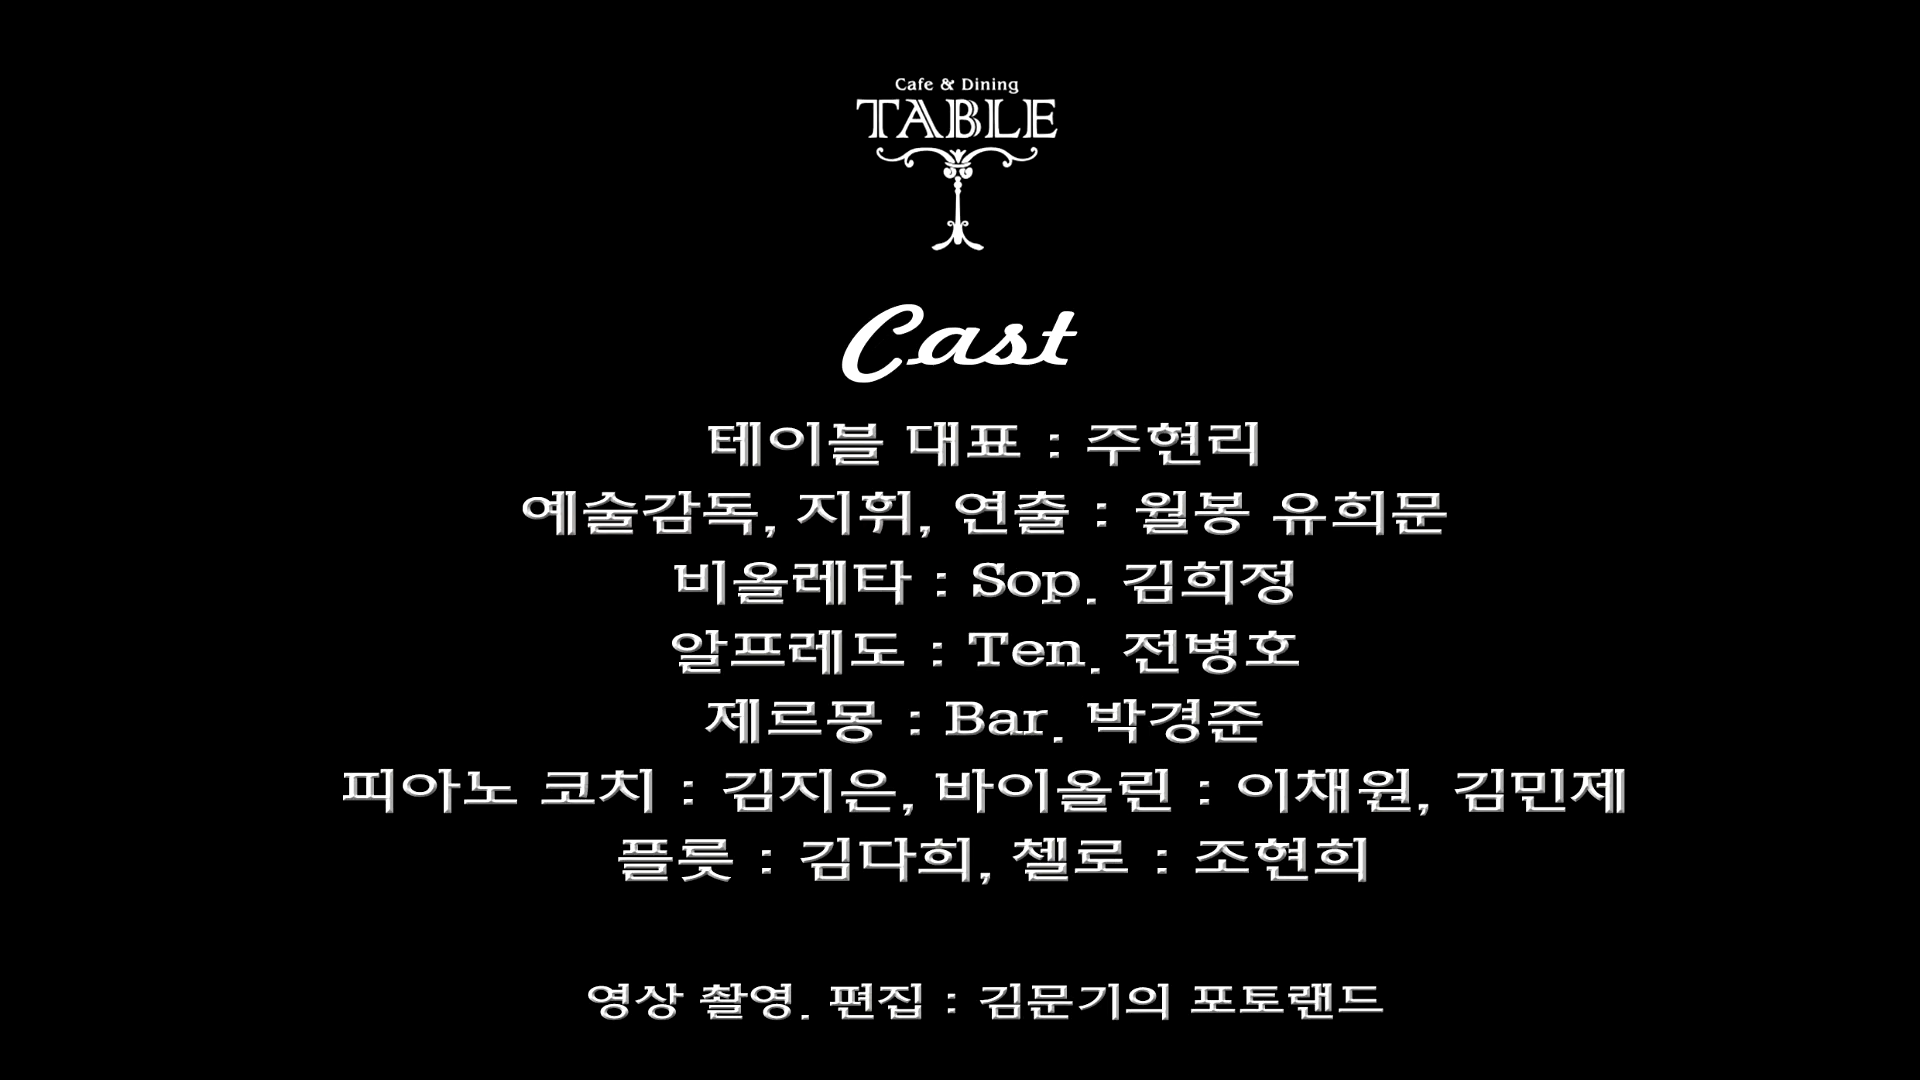 Cafe & Dining
TABLE
Cast
테이블 대표 : 주현리
예술감독, 지휘, 연출 : 월봉 유희문
비올레타 : Sop. 김희정
알프레도 : Ten. 전병호
제르몽 : Bar. 박경준
피아노 코치 : 김지은, 바이올린 : 이채원, 김민제
플룻 : 김다희, 첼로 : 조현희
영상 촬영. 편집 : 김문기의 포토랜드